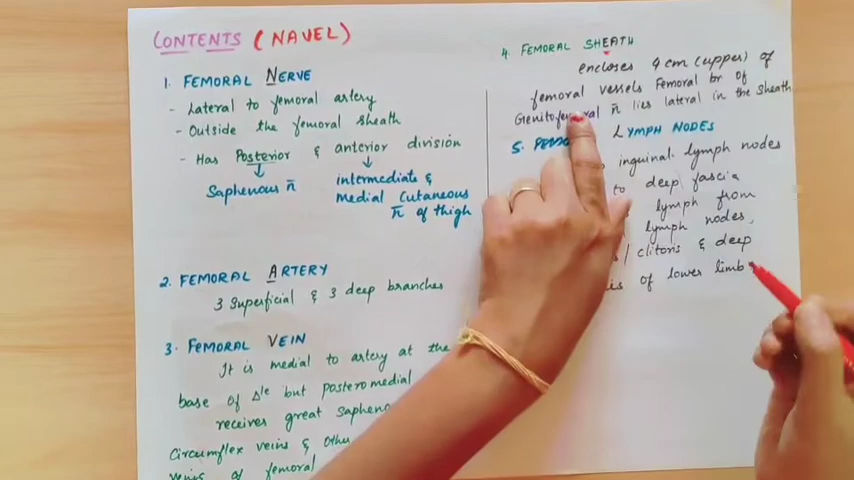 CONTENTS (NAVEL)
1. FEMORAL NERVE
- Lateral to femoral artery
- Outside the femoral sheath
- Has Posterior & anterior division
Saphenous n̄
intermediate &
medial Cutaneous
n̄ of thigh
2. FEMORAL ARTERY
3 Superficial & 3 deep branches
3. FEMORAL VEIN
It is medial to artery at the
base of Δle but posteromedial
receives great
Circumflex veins & other
veins of femoral
4. FEMORAL SHEATH
encloses 4 cm (upper) of
femoral vessels Femoral br of
Genitofemoral n̄ lies lateral in the sheath
5. LYMPH NODES
inguinal lymph nodes
to deep fascia
lymph from
lymph nodes,
/ clitoris & deep
of lower limb